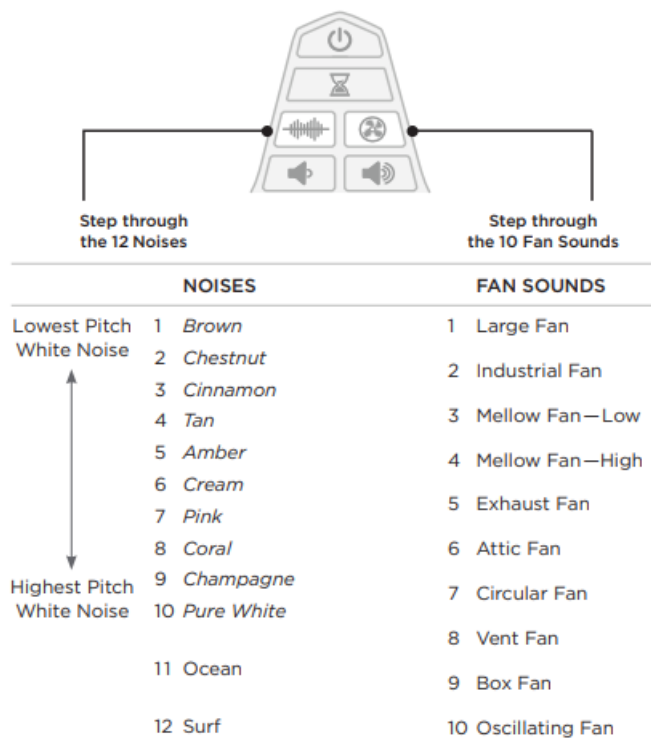 Step through
the 12 Noises
Step through
the 10 Fan Sounds
NOISES
FAN SOUNDS
Lowest Pitch
White Noise
Highest Pitch
White Noise
1 Brown
2 Chestnut
3 Cinnamon
4 Tan
5 Amber
6 Cream
7 Pink
8 Coral
9 Champagne
10 Pure White
11 Ocean
12 Surf
1 Large Fan
2 Industrial Fan
3 Mellow Fan—Low
4 Mellow Fan—High
5 Exhaust Fan
6 Attic Fan
7 Circular Fan
8 Vent Fan
9 Box Fan
10 Oscillating Fan